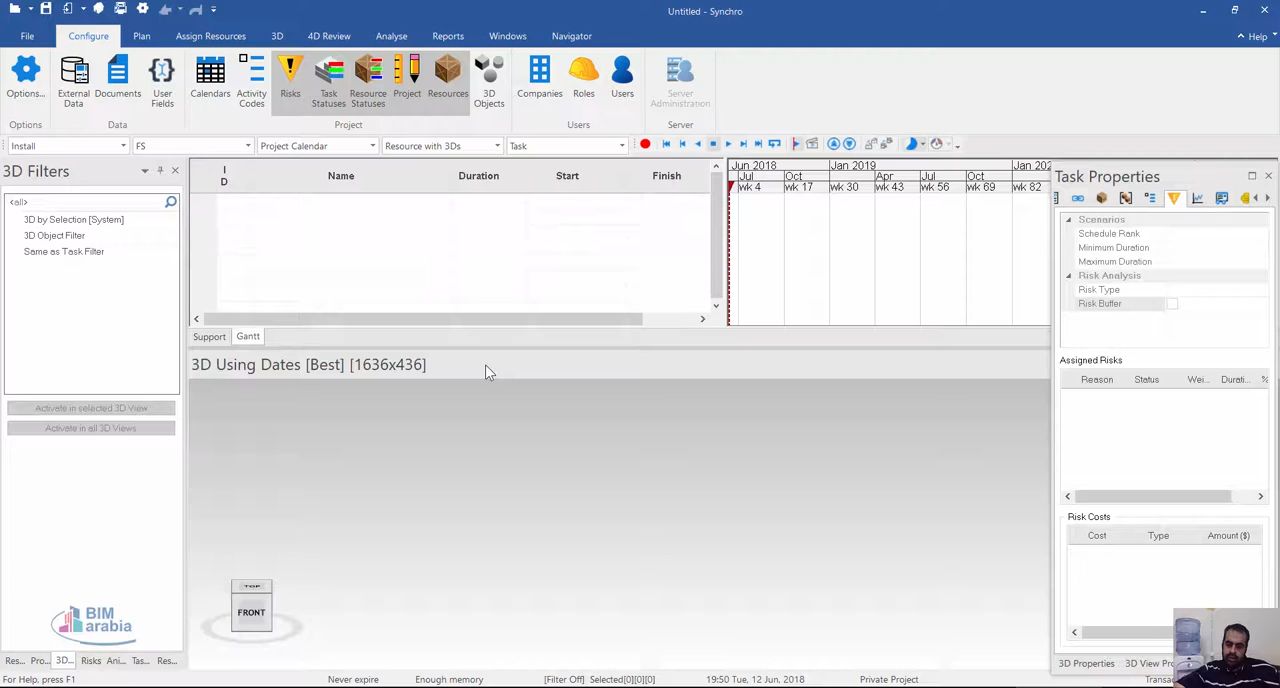 Untitled - Synchro
File Configure Plan Assign Resources 3D 4D Review Analyse Reports Windows Navigator Help
Options... External Data Documents User Fields Calendars Activity Codes Risks Task Statuses Resource Statuses Project Resources 3D Objects Companies Roles Users Server Administration
Options Data Project Users Server
Install FS Project Calendar Resource with 3Ds Task
3D Filters
<all>
3D by Selection [System]
3D Object Filter
Same as Task Filter
Activate in selected 3D View
Activate in all 3D Views
ID Name Duration Start Finish
Jun 2018 Jan 2019 Jan 202
Jul Oct Apr Jul Oct
wk 4 wk 17 wk 30 wk 43 wk 56 wk 69 wk 82
Support Gantt
3D Using Dates [Best] [1636x436]
TOP
FRONT
Task Properties
Scenarios
Schedule Rank
Minimum Duration
Maximum Duration
Risk Analysis
Risk Type
Risk Buffer
Assigned Risks
Reason Status Wei... Durati... %
Risk Costs
Cost Type Amount ($)
3D Properties 3D View Pro
BIM
arabia
Res... Pro... 3D... Risks Ani... Tas... Res...
For Help, press F1 Never expire Enough memory [Filter Off] Selected[0][0][0] 19:50 Tue, 12 Jun, 2018 Private Project Transac